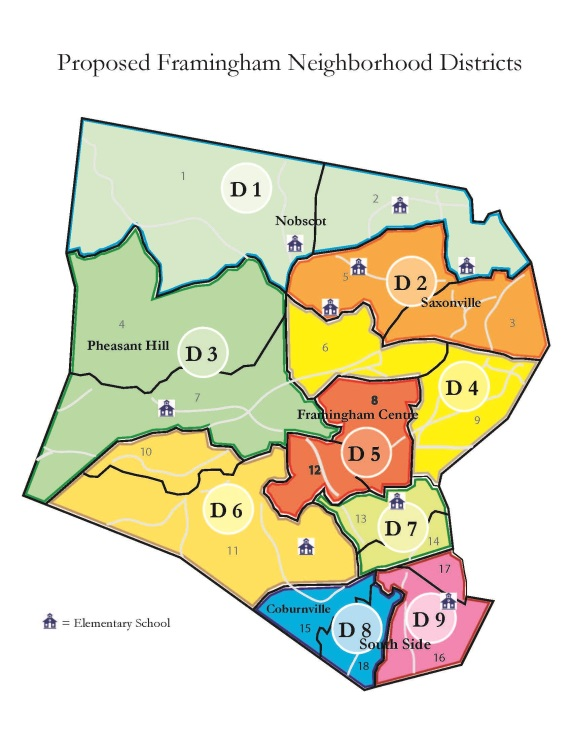 Proposed Framingham Neighborhood Districts
1
D 1
2
Nobscot
5
D 2
Saxonville
3
4
Pheasant Hill
D 3
6
7
D 4
8
Framingham Centre
9
10
12
D 5
D 6
13
D 7
14
11
17
Coburnville
15
D 8
D 9
South Side
16
18
= Elementary School